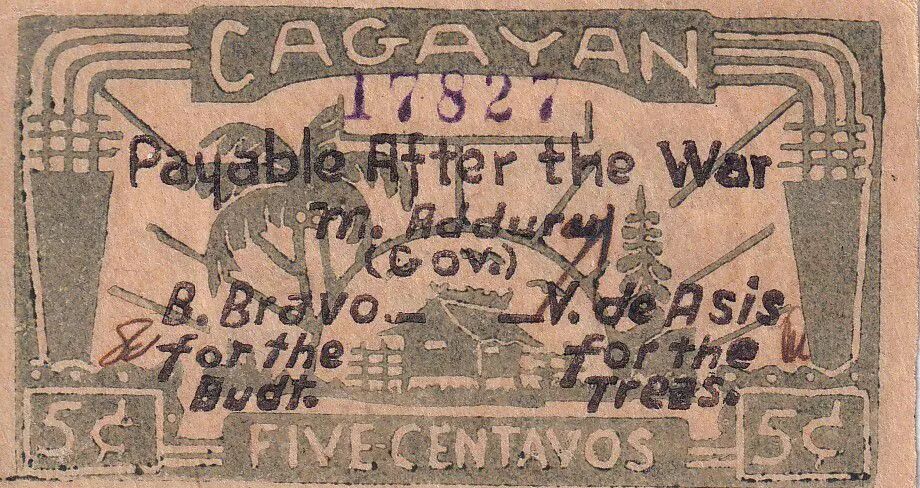 CAGAYAN
17827
Payable After the War
M. Adduru
(Gov.)
B. Bravo N. de Asis
for the for the
Budt. Treas.
5¢ FIVE CENTAVOS 5¢